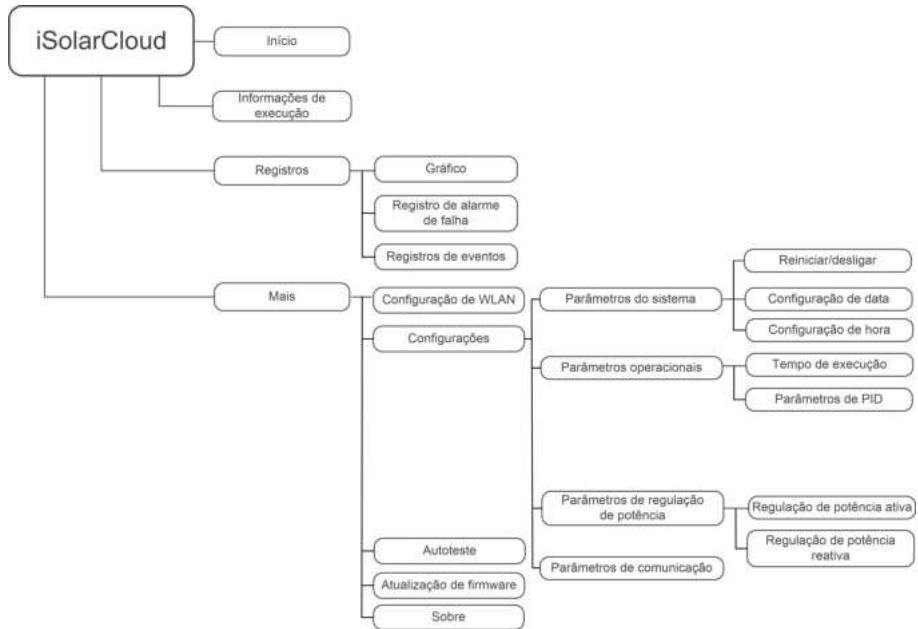 iSolarCloud
Início
Informações de
execução
Registros
Gráfico
Registro de alarme
de falha
Registros de eventos
Mais
Configuração de WLAN
Configurações
Parâmetros do sistema
Reiniciar/desligar
Configuração de data
Configuração de hora
Parâmetros operacionais
Tempo de execução
Parâmetros de PID
Parâmetros de regulação
de potência
Regulação de potência ativa
Regulação de potência
reativa
Parâmetros de comunicação
Autoteste
Atualização de firmware
Sobre